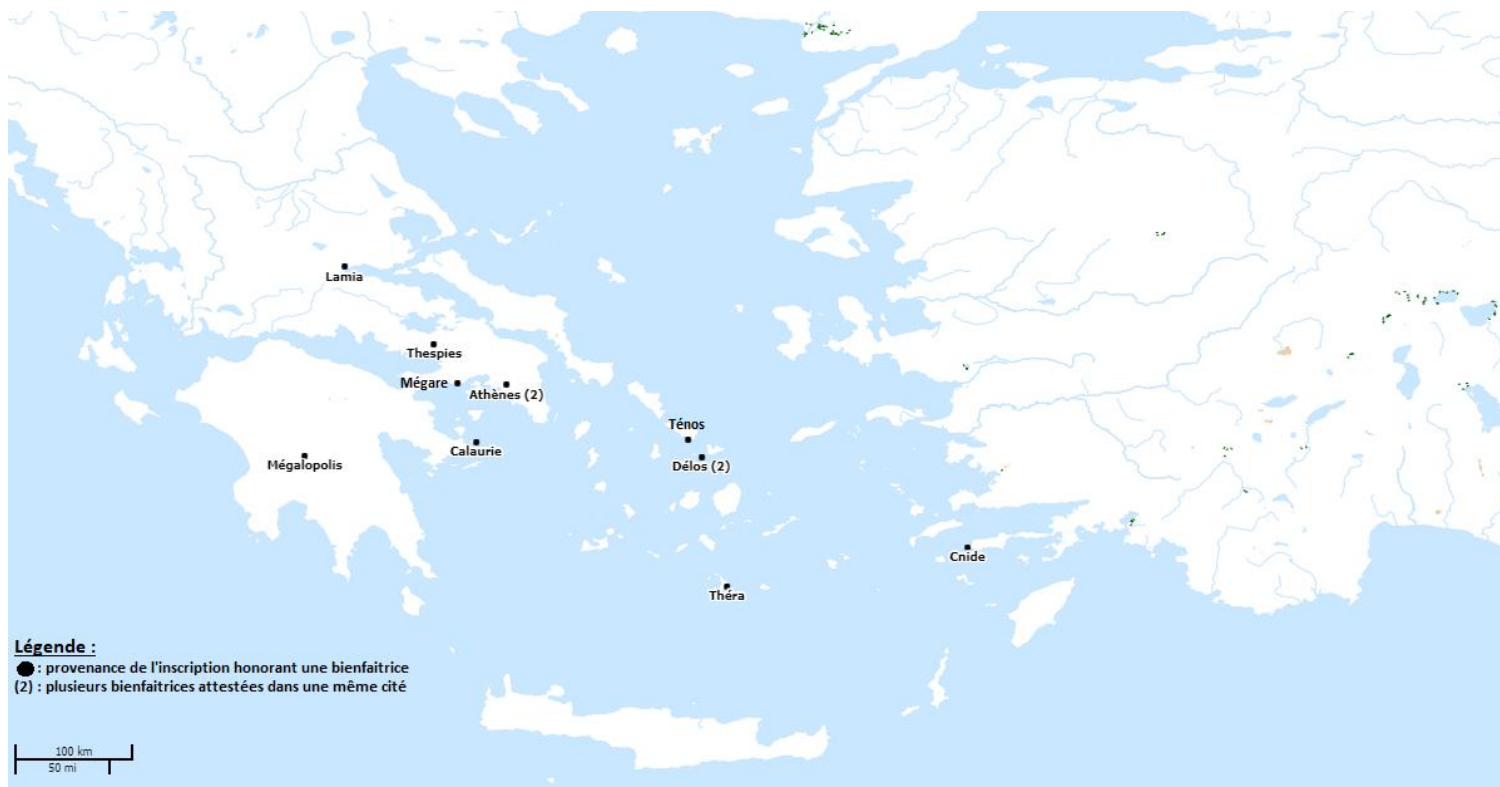 Lamia
Thespies
Mégare
Athènes (2)
Ténos
Calaurie
Mégalopolis
Délos (2)
Cnide
Théra
Légende :
: provenance de l'inscription honorant une bienfaitrice
(2) : plusieurs bienfaitrices attestées dans une même cité
100 km
50 mi